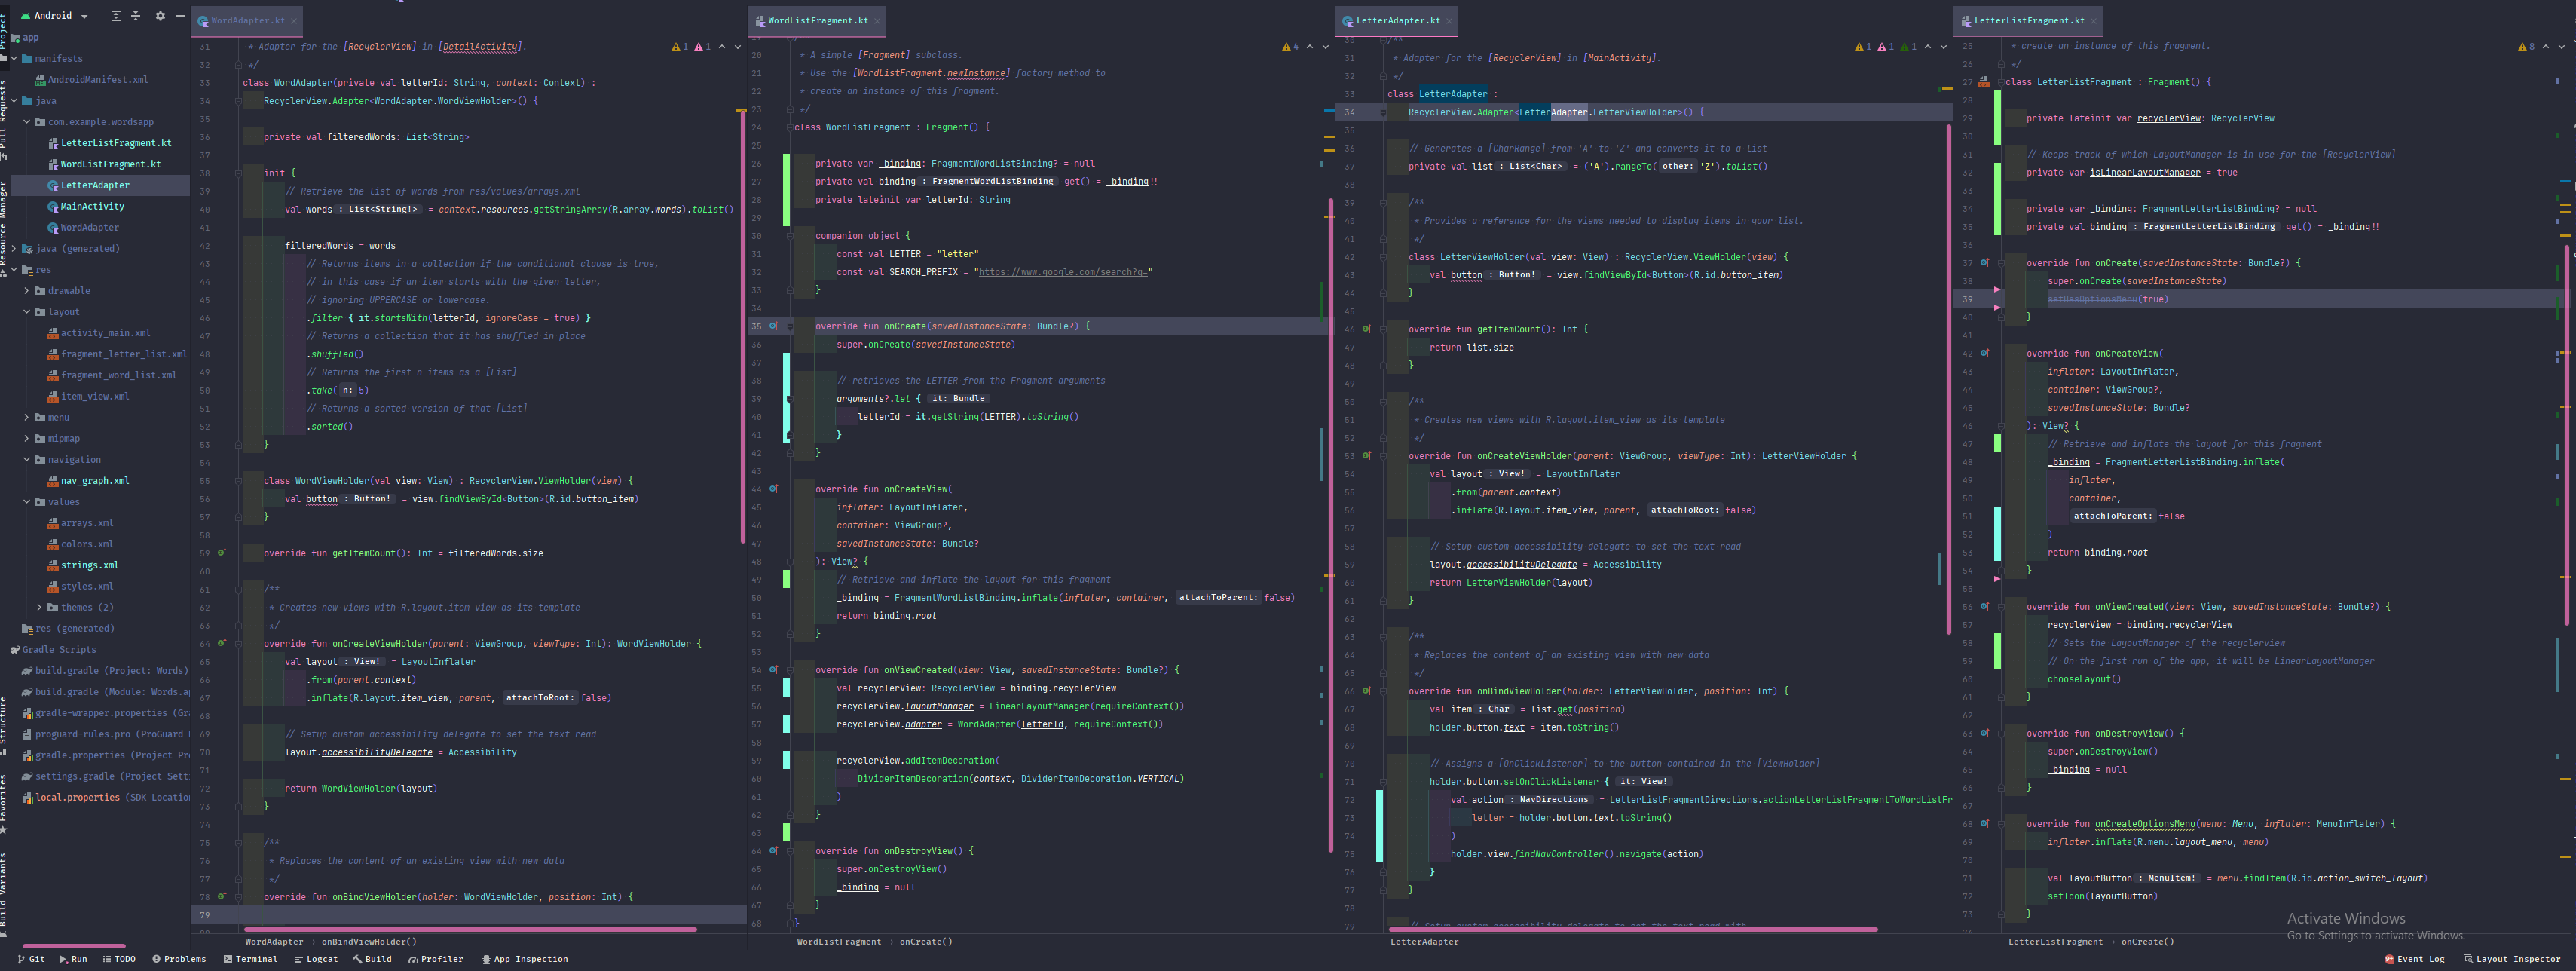 Android
app
manifests
AndroidManifest.xml
java
com.example.wordsapp
LetterListFragment.kt
WordListFragment.kt
LetterAdapter
MainActivity
WordAdapter
java (generated)
res
drawable
layout
activity_main.xml
fragment_letter_list.xml
fragment_word_list.xml
item_view.xml
menu
mipmap
navigation
nav_graph.xml
values
arrays.xml
colors.xml
strings.xml
styles.xml
themes (2)
res (generated)
Gradle Scripts
build.gradle (Project: Words)
build.gradle (Module: Words.ap
gradle-wrapper.properties (Gra
proguard-rules.pro (ProGuard
gradle.properties (Project Pro
settings.gradle (Project Sett
local.properties (SDK Location
Project
Pull Requests
Resource Manager
Structure
Favorites
Build Variants
WordAdapter.kt
1 1
31 * Adapter for the [RecyclerView] in [DetailActivity].
32 */
33 class WordAdapter(private val letterId: String, context: Context) :
34 RecyclerView.Adapter<WordAdapter.WordViewHolder>() {
35
36 private val filteredWords: List<String>
37
38 init {
39 // Retrieve the list of words from res/values/arrays.xml
40 val words : List<String!> = context.resources.getStringArray(R.array.words).toList()
41
42 filteredWords = words
43 // Returns items in a collection if the conditional clause is true,
44 // in this case if an item starts with the given letter,
45 // ignoring UPPERCASE or lowercase.
46 .filter { it.startsWith(letterId, ignoreCase = true) }
47 // Returns a collection that it has shuffled in place
48 .shuffled()
49 // Returns the first n items as a [List]
50 .take( n: 5)
51 // Returns a sorted version of that [List]
52 .sorted()
53 }
54
55 class WordViewHolder(val view: View) : RecyclerView.ViewHolder(view) {
56 val button : Button! = view.findViewById<Button>(R.id.button_item)
57 }
58
59 override fun getItemCount(): Int = filteredWords.size
60
61 /**
62 * Creates new views with R.layout.item_view as its template
63 */
64 override fun onCreateViewHolder(parent: ViewGroup, viewType: Int): WordViewHolder {
65 val layout : View! = LayoutInflater
66 .from(parent.context)
67 .inflate(R.layout.item_view, parent, attachToRoot: false)
68
69 // Setup custom accessibility delegate to set the text read
70 layout.accessibilityDelegate = Accessibility
71
72 return WordViewHolder(layout)
73 }
74
75 /**
76 * Replaces the content of an existing view with new data
77 */
78 override fun onBindViewHolder(holder: WordViewHolder, position: Int) {
79
WordAdapter › onBindViewHolder()
WordListFragment.kt
4
20 * A simple [Fragment] subclass.
21 * Use the [WordListFragment.newInstance] factory method to
22 * create an instance of this fragment.
23 */
24 class WordListFragment : Fragment() {
25
26 private var _binding: FragmentWordListBinding? = null
27 private val binding : FragmentWordListBinding get() = _binding!!
28 private lateinit var letterId: String
29
30 companion object {
31 const val LETTER = "letter"
32 const val SEARCH_PREFIX = "https://www.google.com/search?q="
33 }
34
35 override fun onCreate(savedInstanceState: Bundle?) {
36 super.onCreate(savedInstanceState)
37
38 // retrieves the LETTER from the Fragment arguments
39 arguments?.let { it: Bundle
40 letterId = it.getString(LETTER).toString()
41 }
42 }
43
44 override fun onCreateView(
45 inflater: LayoutInflater,
46 container: ViewGroup?,
47 savedInstanceState: Bundle?
48 ): View? {
49 // Retrieve and inflate the layout for this fragment
50 _binding = FragmentWordListBinding.inflate(inflater, container, attachToParent: false)
51 return binding.root
52 }
53
54 override fun onViewCreated(view: View, savedInstanceState: Bundle?) {
55 val recyclerView: RecyclerView = binding.recyclerView
56 recyclerView.layoutManager = LinearLayoutManager(requireContext())
57 recyclerView.adapter = WordAdapter(letterId, requireContext())
58
59 recyclerView.addItemDecoration(
60 DividerItemDecoration(context, DividerItemDecoration.VERTICAL)
61 )
62 }
63
64 override fun onDestroyView() {
65 super.onDestroyView()
66 _binding = null
67 }
68 }
WordListFragment › onCreate()
LetterAdapter.kt
1 1 1
30 /**
31 * Adapter for the [RecyclerView] in [MainActivity].
32 */
33 class LetterAdapter :
34 RecyclerView.Adapter<LetterAdapter.LetterViewHolder>() {
35
36 // Generates a [CharRange] from 'A' to 'Z' and converts it to a list
37 private val list : List<Char> = ('A').rangeTo( other: 'Z').toList()
38
39 /**
40 * Provides a reference for the views needed to display items in your list.
41 */
42 class LetterViewHolder(val view: View) : RecyclerView.ViewHolder(view) {
43 val button : Button! = view.findViewById<Button>(R.id.button_item)
44 }
45
46 override fun getItemCount(): Int {
47 return list.size
48 }
49
50 /**
51 * Creates new views with R.layout.item_view as its template
52 */
53 override fun onCreateViewHolder(parent: ViewGroup, viewType: Int): LetterViewHolder {
54 val layout : View! = LayoutInflater
55 .from(parent.context)
56 .inflate(R.layout.item_view, parent, attachToRoot: false)
57
58 // Setup custom accessibility delegate to set the text read
59 layout.accessibilityDelegate = Accessibility
60 return LetterViewHolder(layout)
61 }
62
63 /**
64 * Replaces the content of an existing view with new data
65 */
66 override fun onBindViewHolder(holder: LetterViewHolder, position: Int) {
67 val item : Char = list.get(position)
68 holder.button.text = item.toString()
69
70 // Assigns a [OnClickListener] to the button contained in the [ViewHolder]
71 holder.button.setOnClickListener { it: View!
72 val action : NavDirections = LetterListFragmentDirections.actionLetterListFragmentToWordListFr
73 letter = holder.button.text.toString()
74 )
75 holder.view.findNavController().navigate(action)
76 }
77 }
78
79 // Setup custom accessibility delegate to set the text read with
LetterAdapter
LetterListFragment.kt
8
25 * create an instance of this fragment.
26 */
27 class LetterListFragment : Fragment() {
28
29 private lateinit var recyclerView: RecyclerView
30
31 // Keeps track of which LayoutManager is in use for the [RecyclerView]
32 private var isLinearLayoutManager = true
33
34 private var _binding: FragmentLetterListBinding? = null
35 private val binding : FragmentLetterListBinding get() = _binding!!
36
37 override fun onCreate(savedInstanceState: Bundle?) {
38 super.onCreate(savedInstanceState)
39 setHasOptionsMenu(true)
40 }
41
42 override fun onCreateView(
43 inflater: LayoutInflater,
44 container: ViewGroup?,
45 savedInstanceState: Bundle?
46 ): View? {
47 // Retrieve and inflate the layout for this fragment
48 _binding = FragmentLetterListBinding.inflate(
49 inflater,
50 container,
51 attachToParent: false
52 )
53 return binding.root
54 }
55
56 override fun onViewCreated(view: View, savedInstanceState: Bundle?) {
57 recyclerView = binding.recyclerView
58 // Sets the LayoutManager of the recyclerview
59 // On the first run of the app, it will be LinearLayoutManager
60 chooseLayout()
61 }
62
63 override fun onDestroyView() {
64 super.onDestroyView()
65 _binding = null
66 }
67
68 override fun onCreateOptionsMenu(menu: Menu, inflater: MenuInflater) {
69 inflater.inflate(R.menu.layout_menu, menu)
70
71 val layoutButton : MenuItem! = menu.findItem(R.id.action_switch_layout)
72 setIcon(layoutButton)
73 }
LetterListFragment › onCreate()
Activate Windows
Go to Settings to activate Windows.
Git
Run
TODO
Problems
Terminal
Logcat
Build
Profiler
App Inspection
Event Log
Layout Inspector